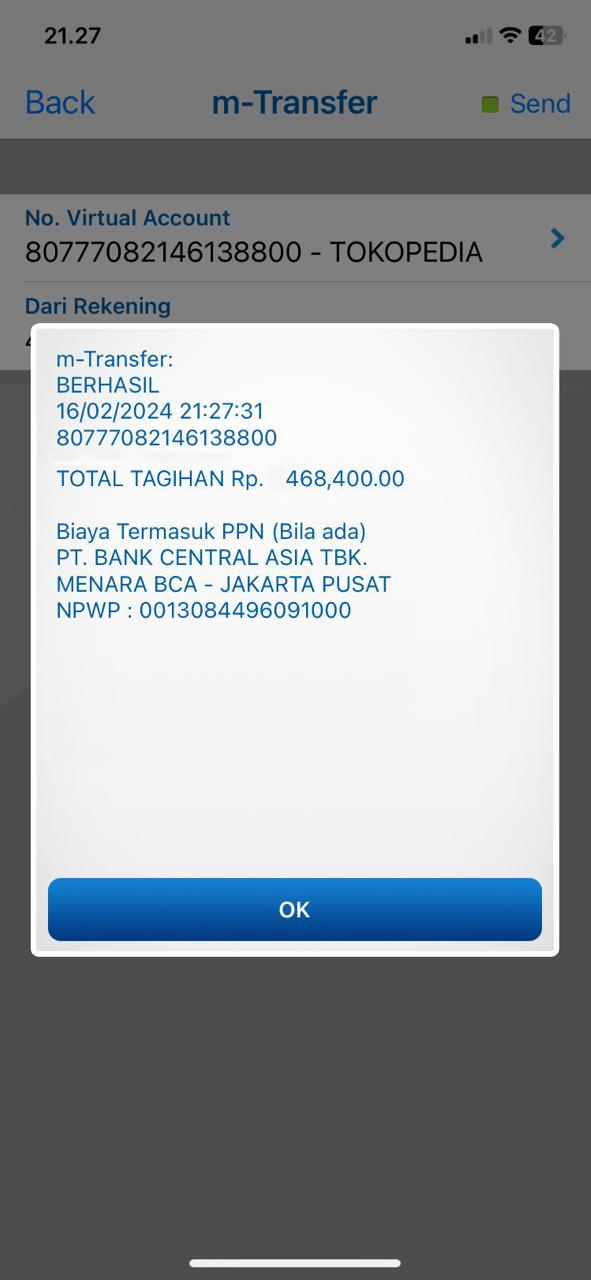 21.27
42
Back m-Transfer Send
No. Virtual Account
80777082146138800 - TOKOPEDIA
Dari Rekening
m-Transfer:
BERHASIL
16/02/2024 21:27:31
80777082146138800
TOTAL TAGIHAN Rp. 468,400.00
Biaya Termasuk PPN (Bila ada)
PT. BANK CENTRAL ASIA TBK.
MENARA BCA - JAKARTA PUSAT
NPWP : 0013084496091000
OK